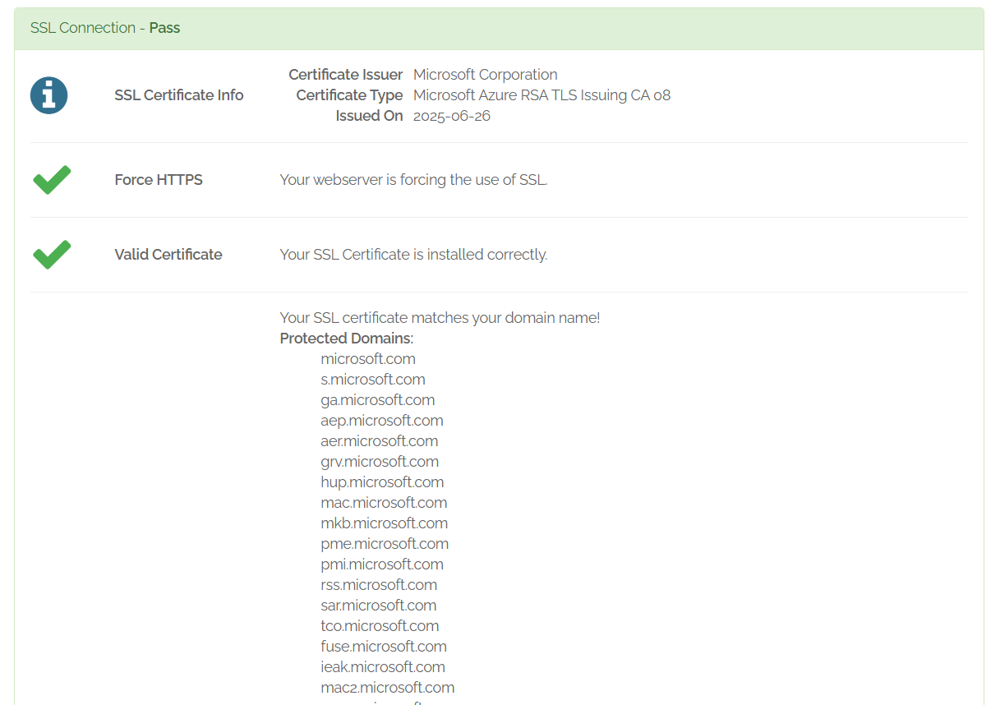 SSL Connection - Pass
SSL Certificate Info
Certificate Issuer Microsoft Corporation
Certificate Type Microsoft Azure RSA TLS Issuing CA 08
Issued On 2025-06-26
Force HTTPS Your webserver is forcing the use of SSL.
Valid Certificate Your SSL Certificate is installed correctly.
Your SSL certificate matches your domain name!
Protected Domains:
microsoft.com
s.microsoft.com
ga.microsoft.com
aep.microsoft.com
aer.microsoft.com
grv.microsoft.com
hup.microsoft.com
mac.microsoft.com
mkb.microsoft.com
pme.microsoft.com
pmi.microsoft.com
rss.microsoft.com
sar.microsoft.com
tco.microsoft.com
fuse.microsoft.com
ieak.microsoft.com
mac2.microsoft.com